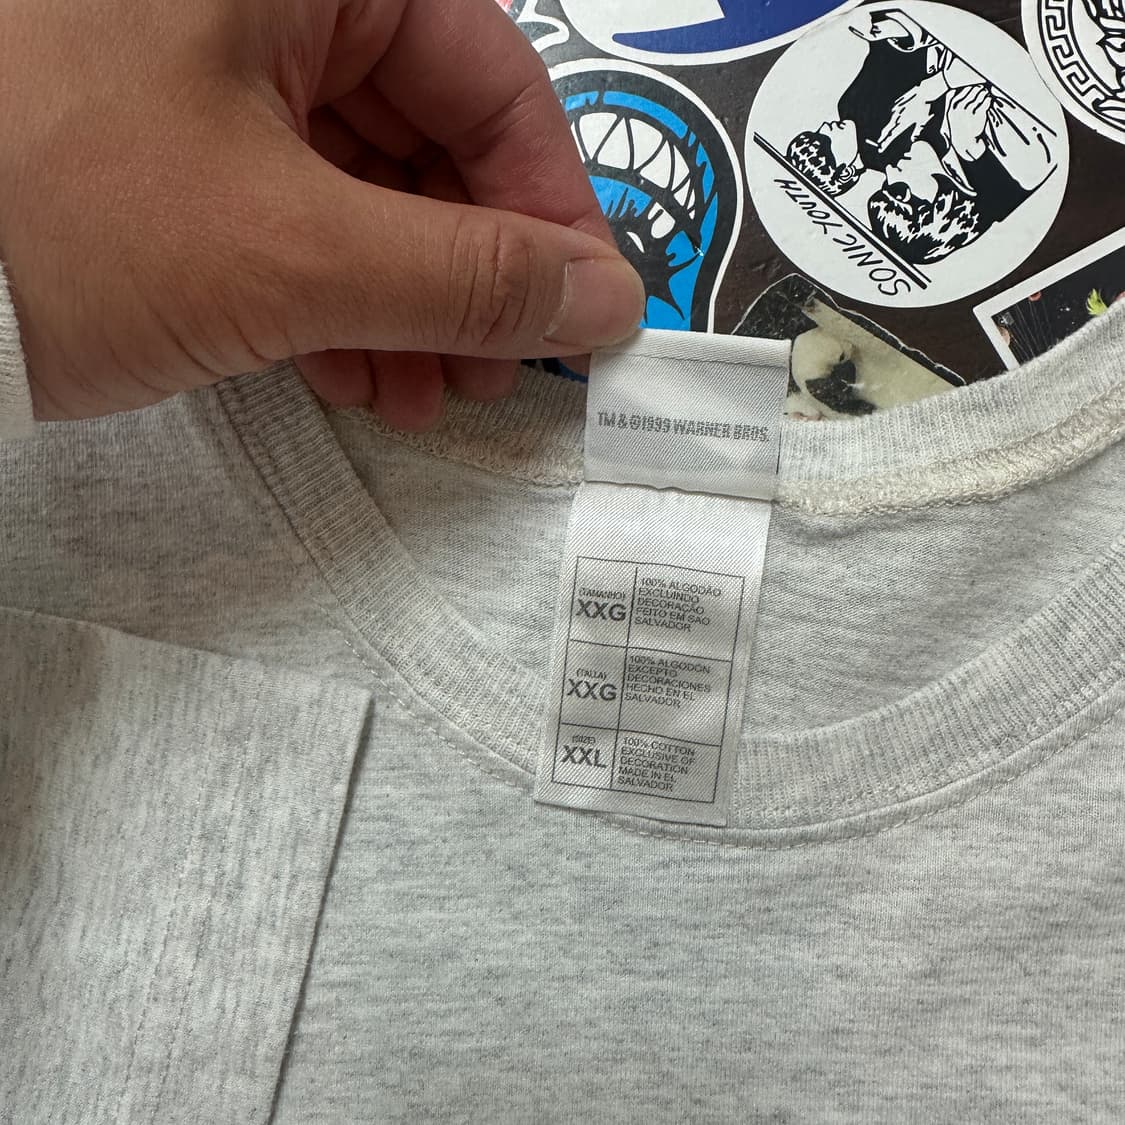 TM & ©1999 WARNER BROS.
(TAMANHO)
XXG
100% ALGODÃO
EXCLUINDO
DECORAÇÃO
FEITO EM SAO
SALVADOR
(TALLA)
XXG
100% ALGODON
EXCEPTO
DECORACIONES
HECHO EN EL
SALVADOR
(SIZE)
XXL
100% COTTON
EXCLUSIVE OF
DECORATION
MADE IN EL
SALVADOR
SONIC YOUTH